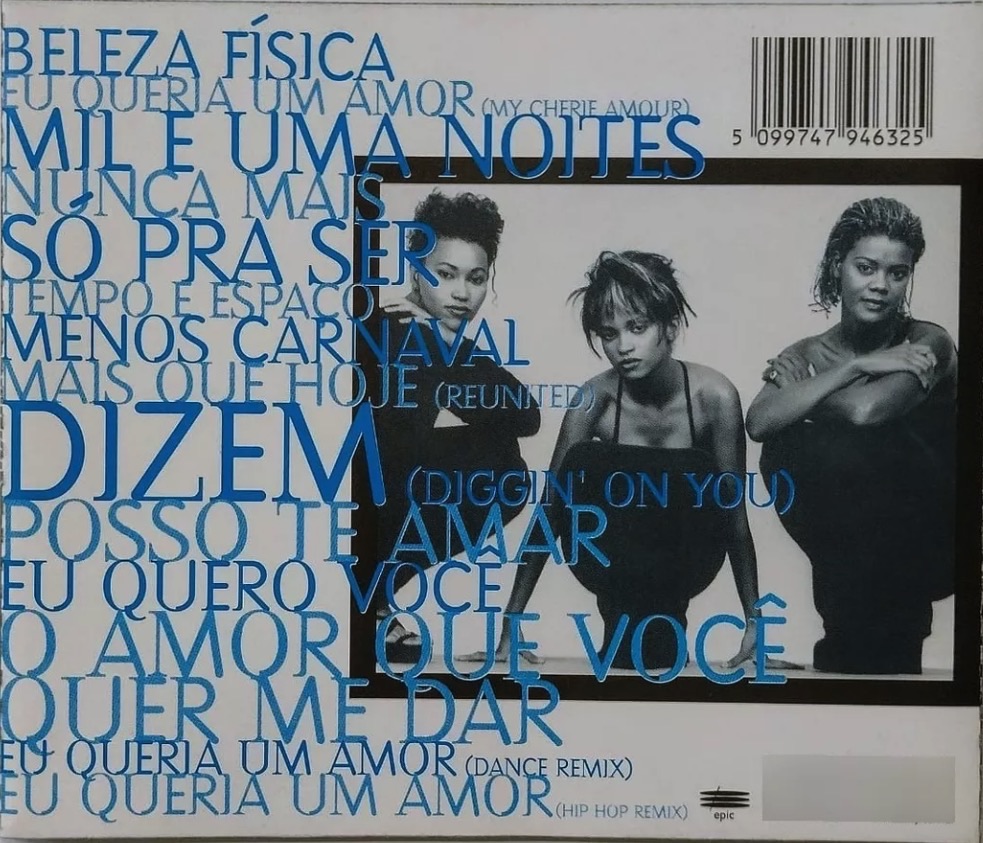 BELEZA FÍSICA
EU QUERIA UM AMOR (MY CHERIE AMOUR)
MIL E UMA NOITES
NUNCA MAIS
SÓ PRA SER
TEMPO E ESPAÇO
MENOS CARNAVAL
MAIS QUE HOJE (REUNITED)
DIZEM (DIGGIN' ON YOU)
POSSO TE AMAR
EU QUERO VOCÊ
O AMOR QUE VOCÊ
QUER ME DAR
EU QUERIA UM AMOR (DANCE REMIX)
EU QUERIA UM AMOR (HIP HOP REMIX)
5 099747 946325
epic